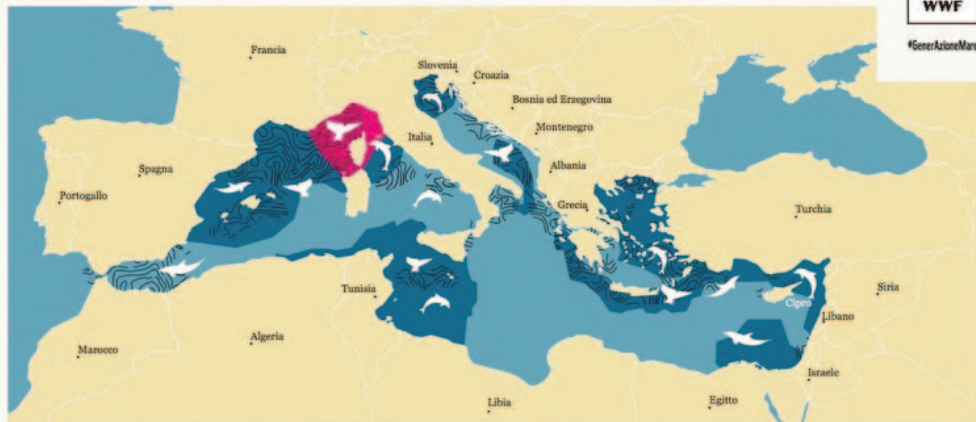 WWF
#GenerAzioneMare
Francia
Slovenia
Croazia
Bosnia ed Erzegovina
Montenegro
Italia
Albania
Spagna
Portogallo
Grecia
Turchia
Tunisia
Cipro
Siria
Libano
Marocco
Algeria
Israele
Libia
Egitto